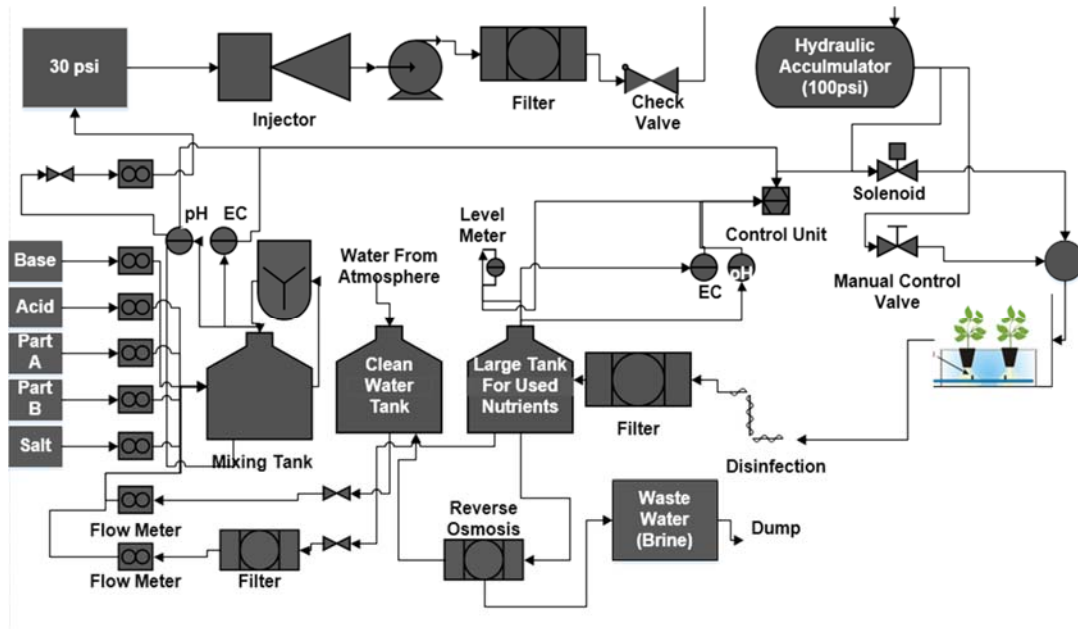 30 psi
Injector
Filter
Check
Valve
Hydraulic
Acculmulator
(100psi)
Solenoid
pH
EC
Level
Meter
Control Unit
Manual Control
Valve
Base
Acid
Part
A
Part
B
Salt
Water From
Atmosphere
EC
pH
Mixing Tank
Clean
Water
Tank
Large Tank
For Used
Nutrients
Filter
Disinfection
Flow Meter
Flow Meter
Filter
Reverse
Osmosis
Waste
Water
(Brine)
Dump